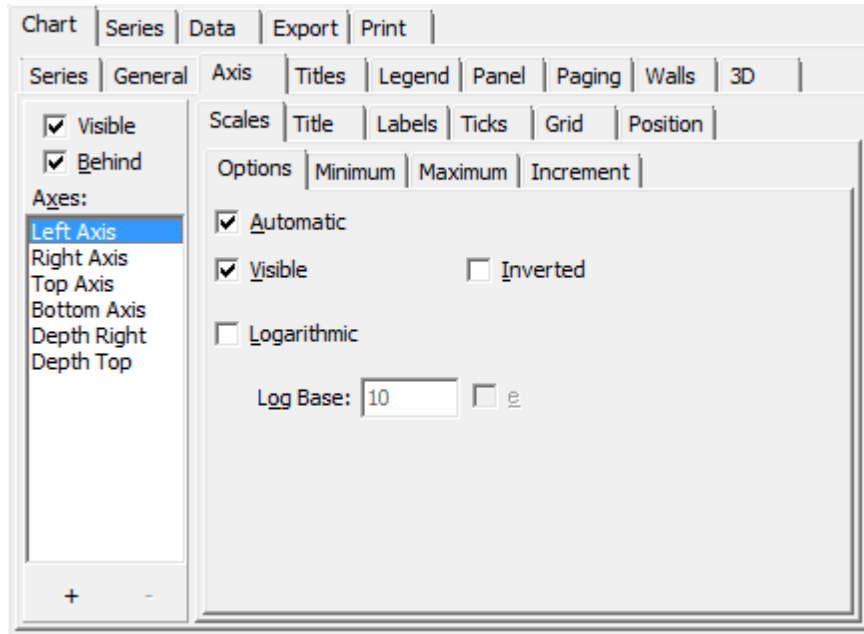 Chart Series Data Export Print
Series General Axis Titles Legend Panel Paging Walls 3D
Visible
Behind
Axes:
Left Axis
Right Axis
Top Axis
Bottom Axis
Depth Right
Depth Top
+ -
Scales Title Labels Ticks Grid Position
Options Minimum Maximum Increment
Automatic
Visible Inverted
Logarithmic
Log Base: 10 e